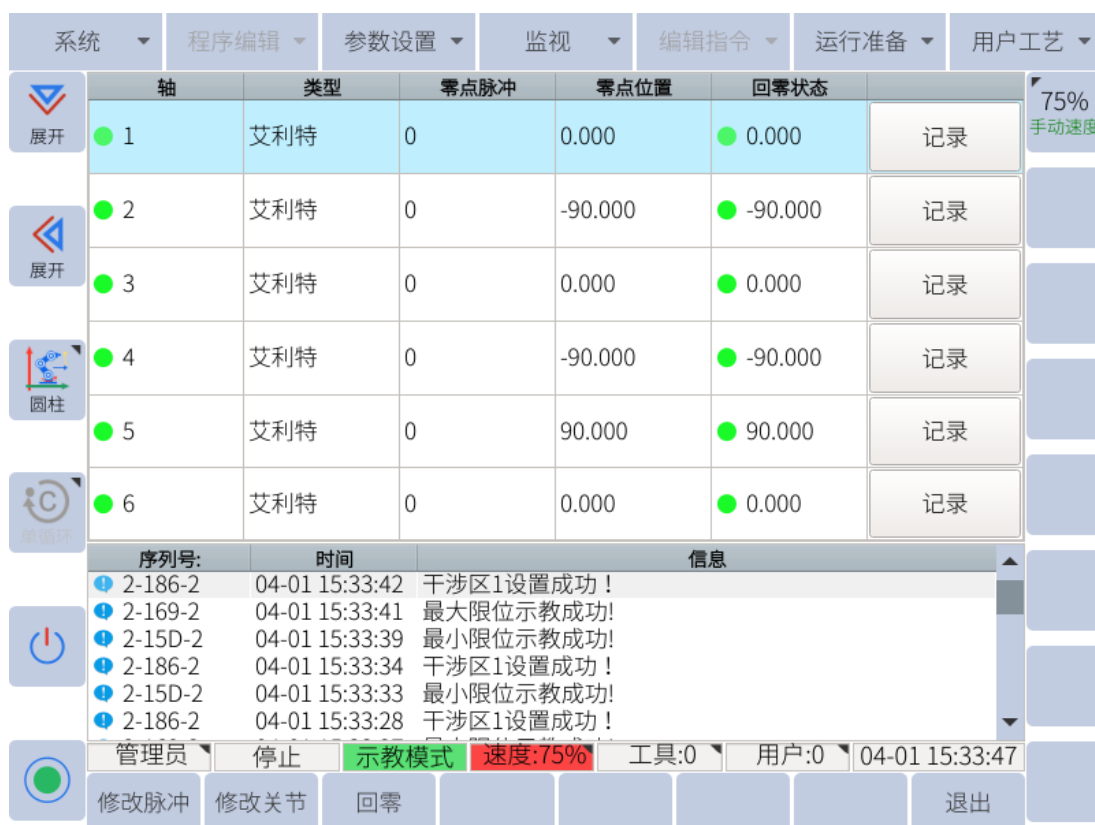 系统 程序编辑 参数设置 监视 编辑指令 运行准备 用户工艺
展开
展开
圆柱
单循环
轴 类型 零点脉冲 零点位置 回零状态
1 艾利特 0 0.000 0.000 记录
2 艾利特 0 -90.000 -90.000 记录
3 艾利特 0 0.000 0.000 记录
4 艾利特 0 -90.000 -90.000 记录
5 艾利特 0 90.000 90.000 记录
6 艾利特 0 0.000 0.000 记录
75%
手动速度
序列号: 时间 信息
2-186-2 04-01 15:33:42 干涉区1设置成功！
2-169-2 04-01 15:33:41 最大限位示教成功!
2-15D-2 04-01 15:33:39 最小限位示教成功!
2-186-2 04-01 15:33:34 干涉区1设置成功！
2-15D-2 04-01 15:33:33 最小限位示教成功!
2-186-2 04-01 15:33:28 干涉区1设置成功！
管理员 停止 示教模式 速度:75% 工具:0 用户:0 04-01 15:33:47
修改脉冲 修改关节 回零 退出